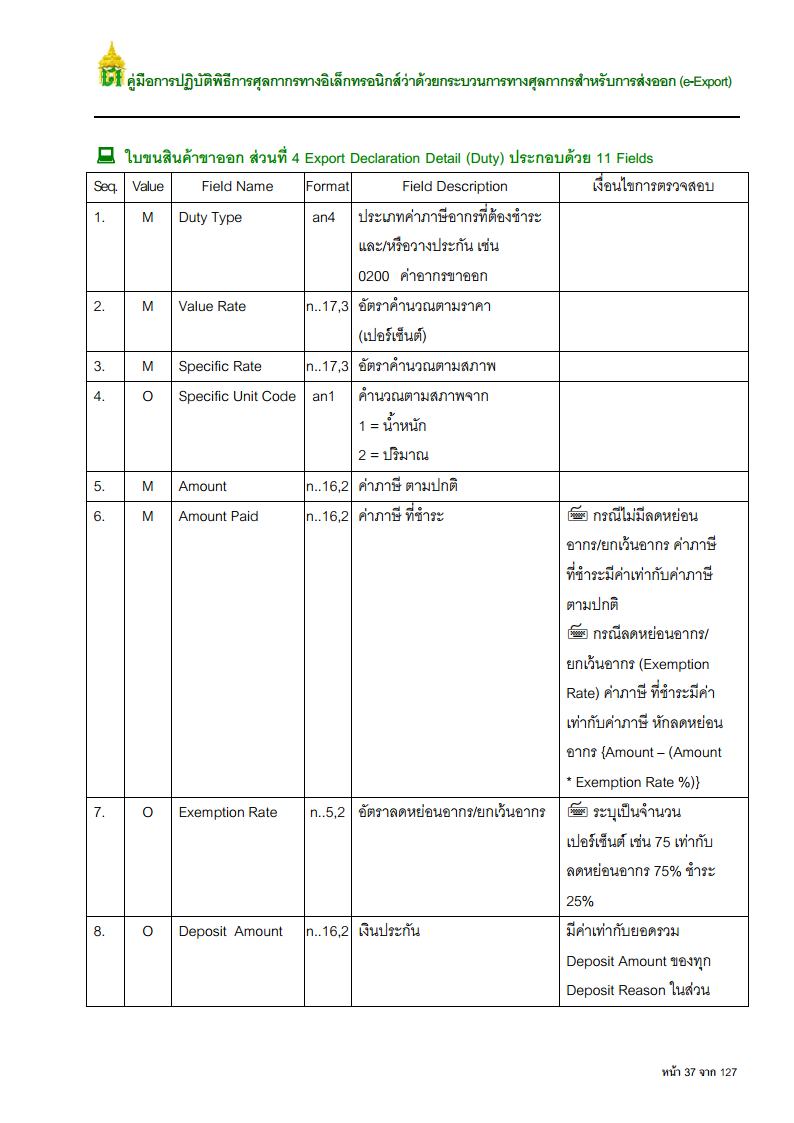 คู่มือการปฏิบัติพิธีการศุลกากรทางอิเล็กทรอนิกส์ว่าด้วยกระบวนการทางศุลกากรสำหรับการส่งออก (e-Export)
ใบขนสินค้าขาออก ส่วนที่ 4 Export Declaration Detail (Duty) ประกอบด้วย 11 Fields
Seq. Value Field Name Format Field Description เงื่อนไขการตรวจสอบ
1. M Duty Type an4 ประเภทค่าภาษีอากรที่ต้องชำระ
และ/หรือวางประกัน เช่น
0200 ค่าอากรขาออก
2. M Value Rate n..17,3 อัตราคำนวณตามราคา
(เปอร์เซ็นต์)
3. M Specific Rate n..17,3 อัตราคำนวณตามสภาพ
4. O Specific Unit Code an1 คำนวณตามสภาพจาก
1 = น้ำหนัก
2 = ปริมาณ
5. M Amount n..16,2 ค่าภาษี ตามปกติ
6. M Amount Paid n..16,2 ค่าภาษี ที่ชำระ กรณีไม่มีลดหย่อน
อากร/ยกเว้นอากร ค่าภาษี
ที่ชำระมีค่าเท่ากับค่าภาษี
ตามปกติ
กรณีลดหย่อนอากร/
ยกเว้นอากร (Exemption
Rate) ค่าภาษี ที่ชำระมีค่า
เท่ากับค่าภาษี หักลดหย่อน
อากร {Amount – (Amount
* Exemption Rate %)}
7. O Exemption Rate n..5,2 อัตราลดหย่อนอากร/ยกเว้นอากร ระบุเป็นจำนวน
เปอร์เซ็นต์ เช่น 75 เท่ากับ
ลดหย่อนอากร 75% ชำระ
25%
8. O Deposit Amount n..16,2 เงินประกัน มีค่าเท่ากับยอดรวม
Deposit Amount ของทุก
Deposit Reason ในส่วน
หน้า 37 จาก 127